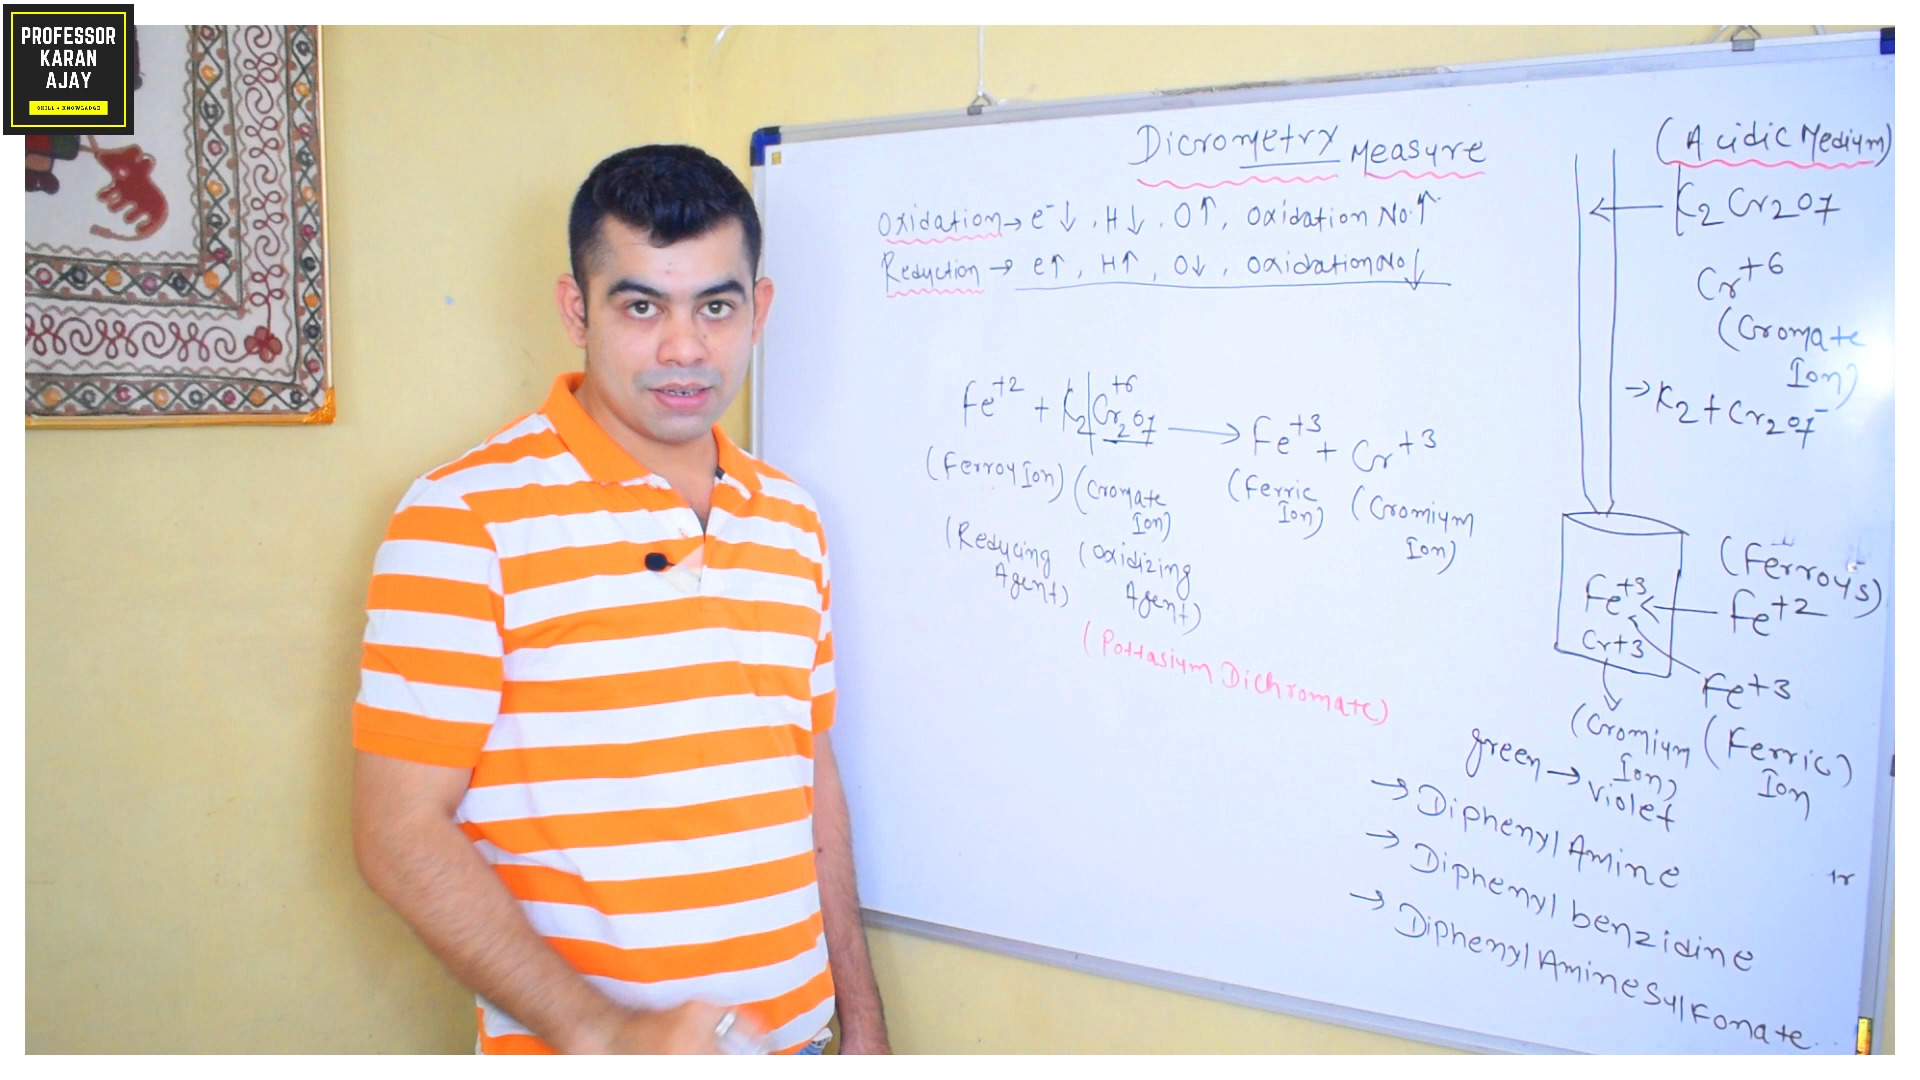 PROFESSOR
KARAN
AJAY
SKILL + KNOWLADGE
Dicrometry Measure
Oxidation → e⁻↓ , H↓ , O↑, Oxidation No.↑
Reduction → e↑ , H↑ , O↓ , Oxidation No↓
Fe+2 + K2Cr2O7+6 → Fe+3 + Cr+3
(Ferroy Ion) (Cromate Ion) (Ferric Ion) (Cromium Ion)
(Reducing Agent) (Oxidizing Agent)
(Pottasium Dichromate)
(Acidic Medium)
← K2Cr2O7
Cr+6
(Cromate
Ion)
→ K2 + Cr2O7⁻
(Ferroys)
Fe+3 ← Fe+2
Cr+3
Fe+3
(Cromium
Ion)
(Ferric)
Ion
green → Violet
→ Diphenyl Amine
→ Diphenyl benzidine
→ Diphenyl Amine Sulfonate